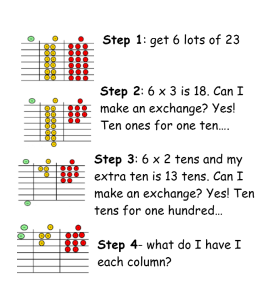 Step 1: get 6 lots of 23
Step 2: 6 x 3 is 18. Can I
make an exchange? Yes!
Ten ones for one ten....
Step 3: 6 x 2 tens and my
extra ten is 13 tens. Can I
make an exchange? Yes! Ten
tens for one hundred...
Step 4- what do I have I
each column?